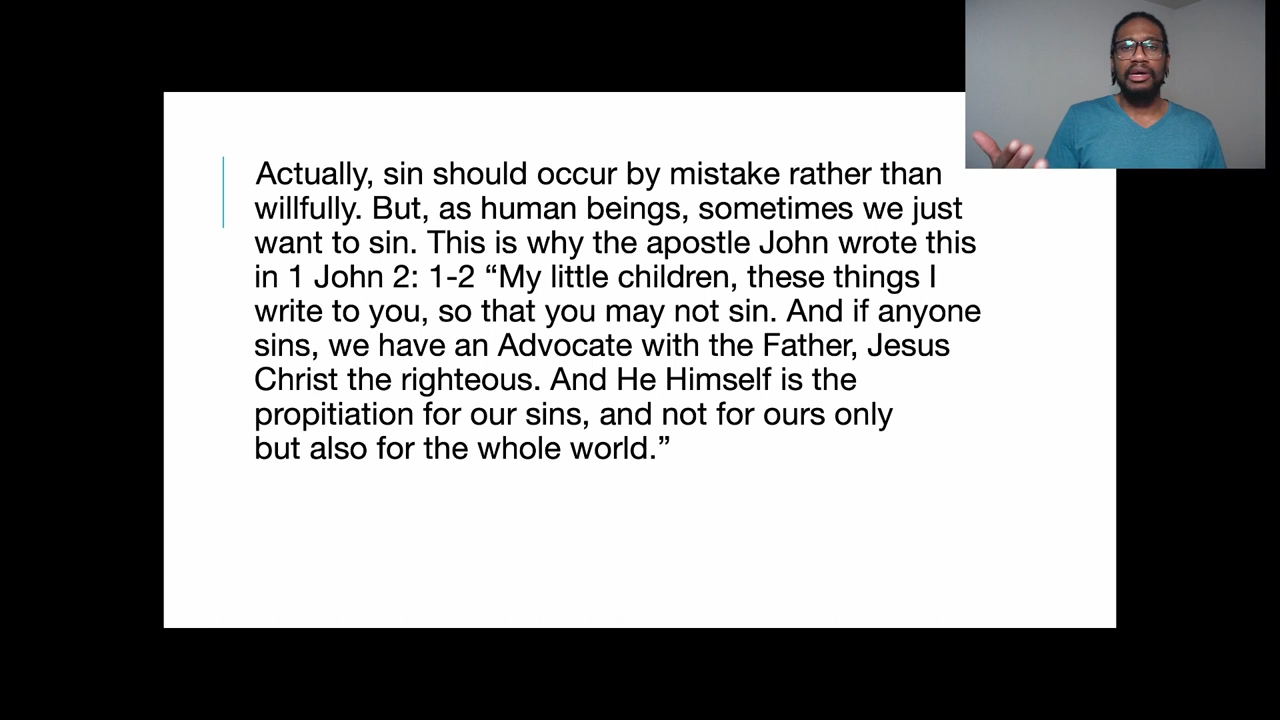 Actually, sin should occur by mistake rather than
willfully. But, as human beings, sometimes we just
want to sin. This is why the apostle John wrote this
in 1 John 2: 1-2 “My little children, these things I
write to you, so that you may not sin. And if anyone
sins, we have an Advocate with the Father, Jesus
Christ the righteous. And He Himself is the
propitiation for our sins, and not for ours only
but also for the whole world.”